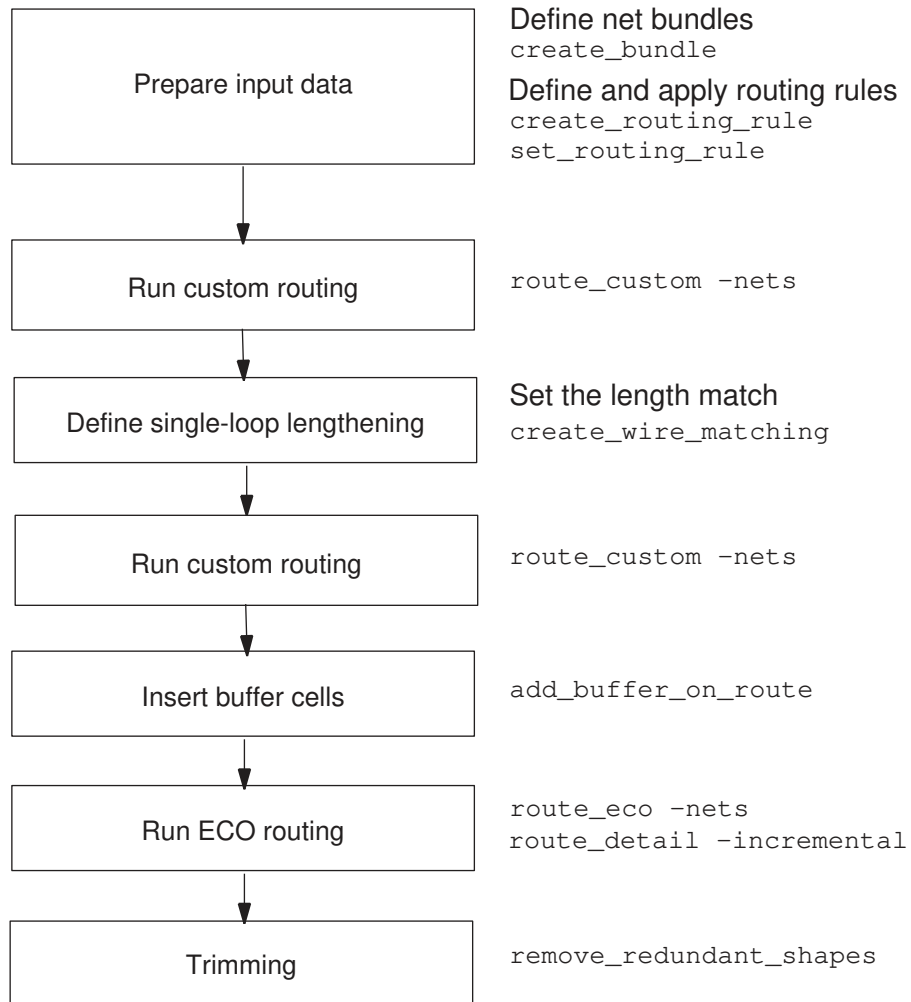 Define net bundles
create_bundle
Prepare input data
Define and apply routing rules
create_routing_rule
set_routing_rule
Run custom routing
route_custom -nets
Define single-loop lengthening
Set the length match
create_wire_matching
Run custom routing
route_custom -nets
Insert buffer cells
add_buffer_on_route
Run ECO routing
route_eco -nets
route_detail -incremental
Trimming
remove_redundant_shapes